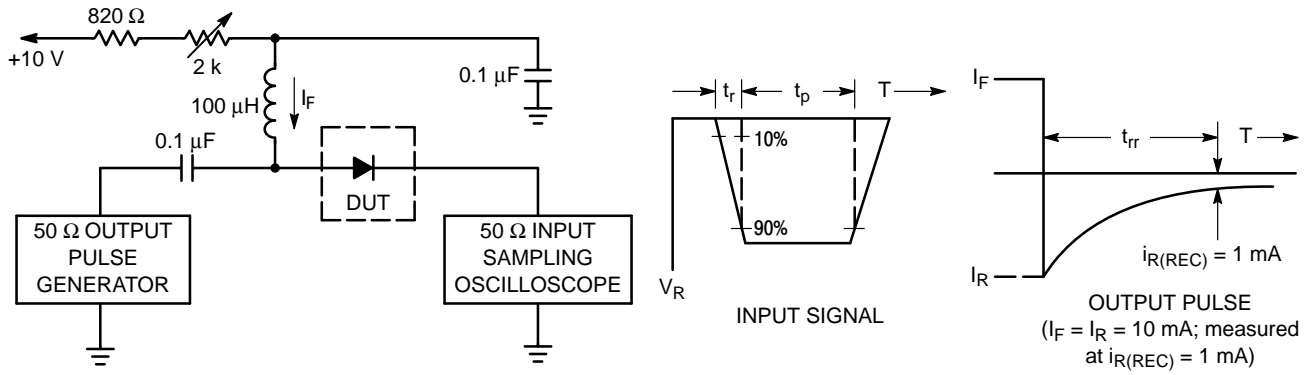 820 Ω
+10 V
2 k
100 µH
I_F
0.1 µF
0.1 µF
DUT
50 Ω OUTPUT
PULSE
GENERATOR
50 Ω INPUT
SAMPLING
OSCILLOSCOPE
t_r
t_p
T
10%
90%
V_R
INPUT SIGNAL
I_F
t_rr
T
i_R(REC) = 1 mA
I_R
OUTPUT PULSE
(I_F = I_R = 10 mA; measured
at i_R(REC) = 1 mA)